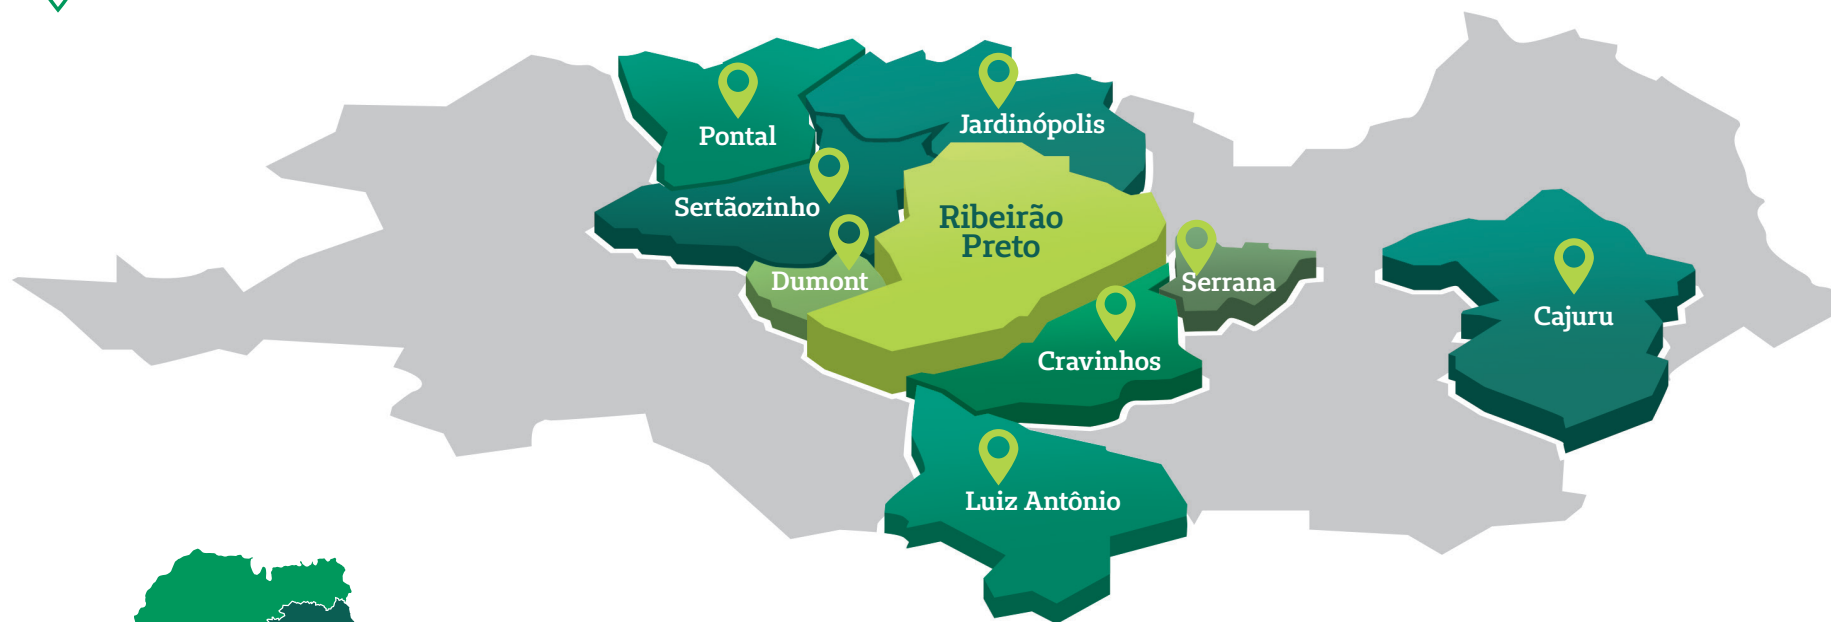 Pontal
Jardinópolis
Sertãozinho
Ribeirão
Preto
Dumont
Serrana
Cajuru
Cravinhos
Luiz Antônio